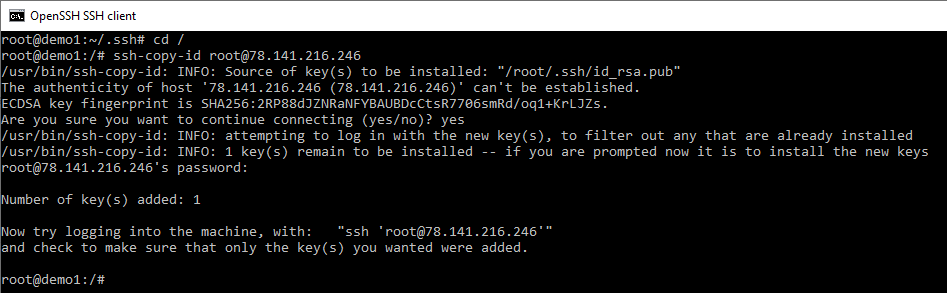 OpenSSH SSH client
root@demo1:~/.ssh# cd /
root@demo1:/# ssh-copy-id root@78.141.216.246
/usr/bin/ssh-copy-id: INFO: Source of key(s) to be installed: "/root/.ssh/id_rsa.pub"
The authenticity of host '78.141.216.246 (78.141.216.246)' can't be established.
ECDSA key fingerprint is SHA256:2RP88dJZNRaNFYBAUBDcCtsR7706smRd/oq1+KrLJZs.
Are you sure you want to continue connecting (yes/no)? yes
/usr/bin/ssh-copy-id: INFO: attempting to log in with the new key(s), to filter out any that are already installed
/usr/bin/ssh-copy-id: INFO: 1 key(s) remain to be installed -- if you are prompted now it is to install the new keys
root@78.141.216.246's password:
Number of key(s) added: 1
Now try logging into the machine, with:   "ssh 'root@78.141.216.246'"
and check to make sure that only the key(s) you wanted were added.
root@demo1:/#